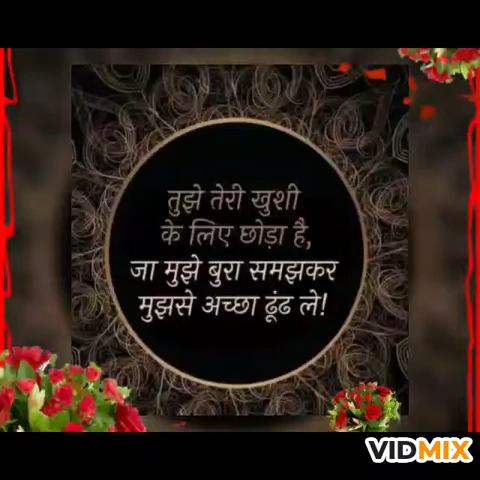 तुझे तेरी खुशी
के लिए छोड़ा है,
जा मुझे बुरा समझकर
मुझसे अच्छा ढूंढ ले!
VIDMIX